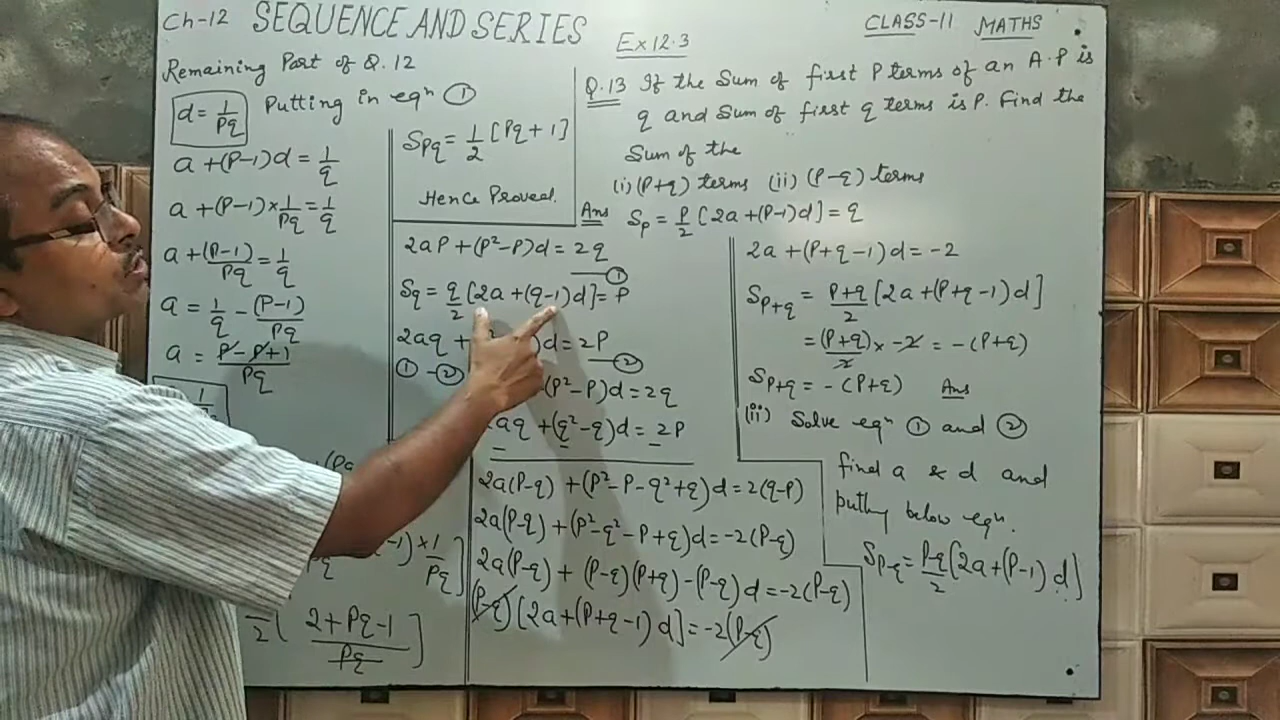 Ch-12 SEQUENCE AND SERIES
CLASS-11 MATHS
Ex 12.3
Remaining Part of Q.12
d = 1/Pq Putting in eqⁿ ①
a + (P-1)d = 1/q
a + (P-1) × 1/Pq = 1/q
a + (P-1)/Pq = 1/q
a = 1/q - (P-1)/Pq
a = P - P + 1/Pq
-1) × 1/Pq]
/2 ( 2 + Pq - 1/Pq ]
Spq = 1/2 [Pq + 1]
Hence Proved.
Q.13 If the Sum of first P terms of an A.P is
q and Sum of first q terms is P. Find the
Sum of the
(i) (P+q) terms (ii) (P-q) terms
Ans Sp = P/2 [2a + (P-1)d] = q
2aP + (P² - P)d = 2q
①
Sq = q/2 [2a + (q-1)d] = P
2aq + )d = 2P
②
① - ②
(P² - P)d = 2q
aq + (q² - q)d = 2P
- - -
2a(P-q) + (P² - P - q² + q)d = 2(q-P)
2a(P-q) + (P² - q² - P + q)d = -2(P-q)
2a(P-q) + (P-q)(P+q) - (P-q)d = -2(P-q)
(P-q)[2a + (P+q-1)d] = -2(P-q)
2a + (P+q-1)d = -2
Sp+q = P+q/2 [2a + (P+q-1)d]
= (P+q)/2 × -2 = -(P+q)
Sp+q = -(P+q) Ans
(ii) Solve eqⁿ ① and ②
find a & d and
putting below eqⁿ.
Sp-q = P-q/2 [2a + (P-1)d]